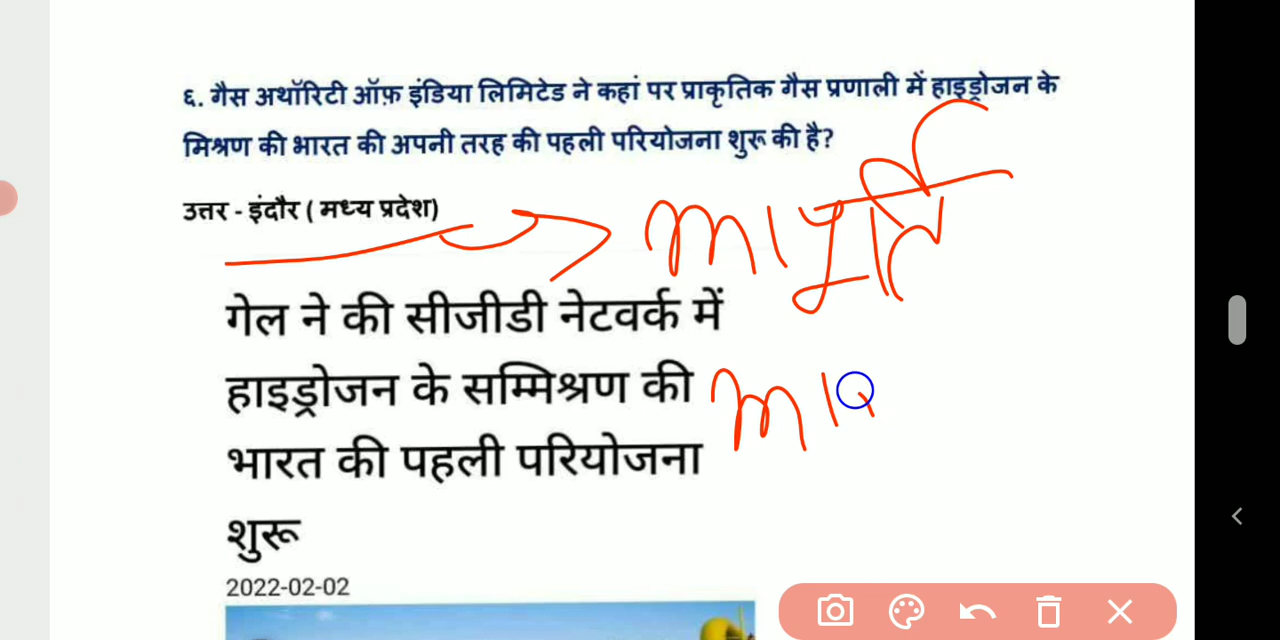 ६. गैस अथॉरिटी ऑफ़ इंडिया लिमिटेड ने कहां पर प्राकृतिक गैस प्रणाली में हाइड्रोजन के
मिश्रण की भारत की अपनी तरह की पहली परियोजना शुरू की है?
उत्तर - इंदौर ( मध्य प्रदेश)
गेल ने की सीजीडी नेटवर्क में
हाइड्रोजन के सम्मिश्रण की
भारत की पहली परियोजना
शुरू
2022-02-02